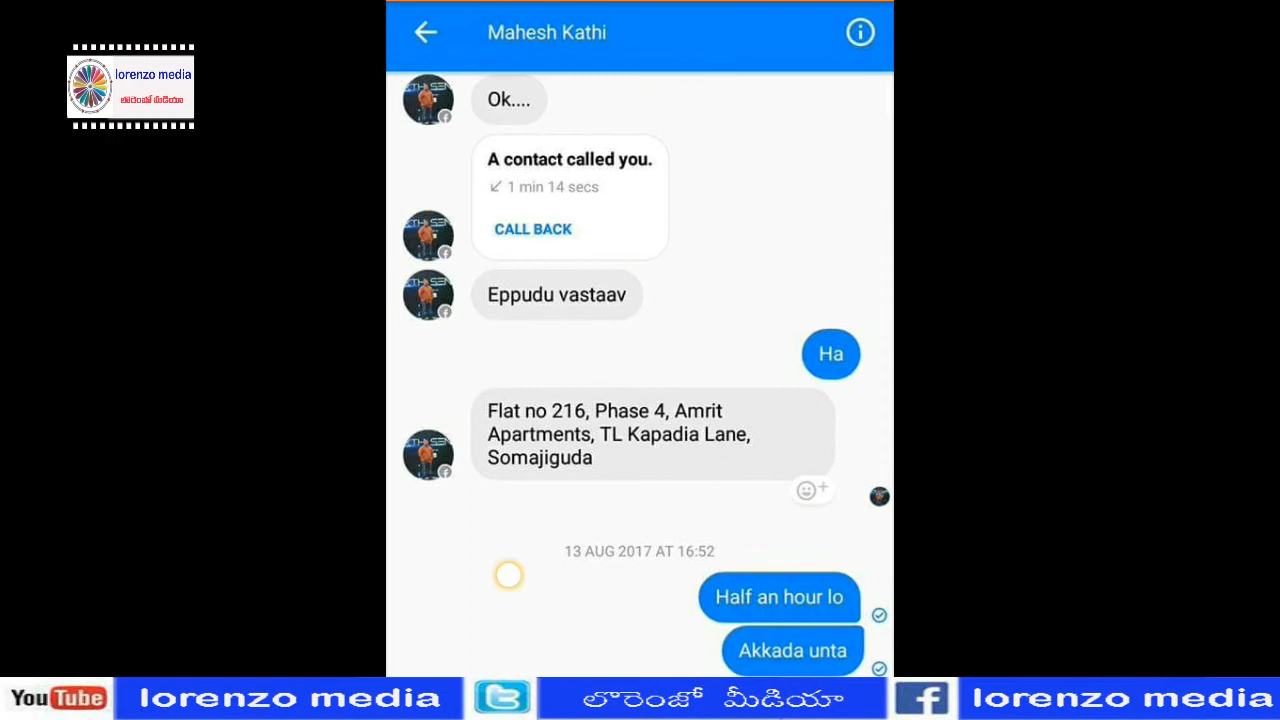 Mahesh Kathi
lorenzo media
లొరెంజో మీడియా
Ok....
A contact called you.
1 min 14 secs
CALL BACK
Eppudu vastaav
Ha
Flat no 216, Phase 4, Amrit
Apartments, TL Kapadia Lane,
Somajiguda
13 AUG 2017 AT 16:52
Half an hour lo
Akkada unta
YouTube lorenzo media లొరెంజో మీడియా f lorenzo media